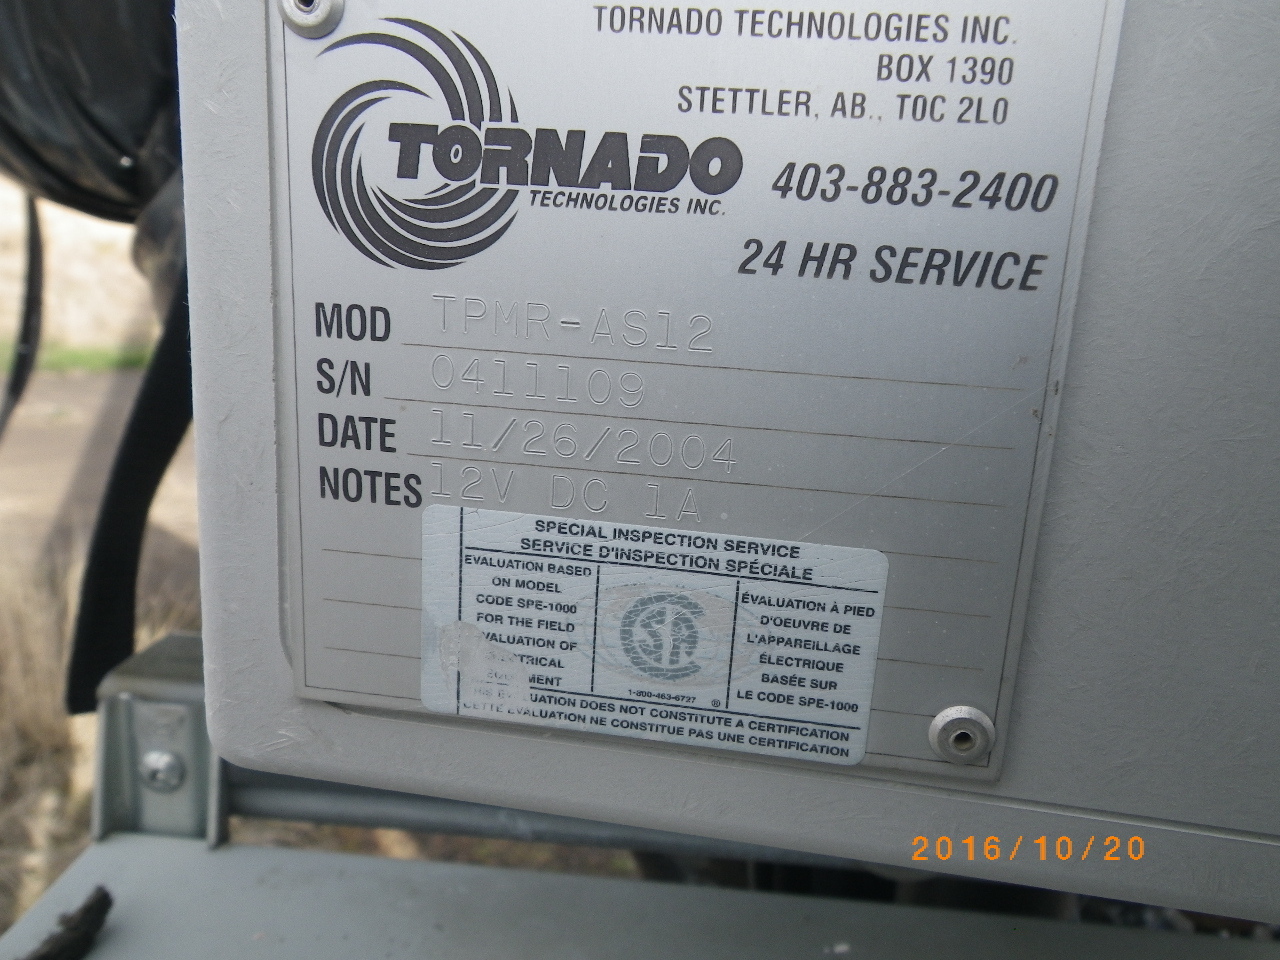 TORNADO TECHNOLOGIES INC.
BOX 1390
STETTLER, AB., T0C 2L0
TORNADO
TECHNOLOGIES INC.
403-883-2400
24 HR SERVICE
MOD TPMR-AS12
S/N 0411109
DATE 11/26/2004
NOTES 12V DC 1A
SPECIAL INSPECTION SERVICE
SERVICE D'INSPECTION SPÉCIALE
EVALUATION BASED
ON MODEL
CODE SPE-1000
FOR THE FIELD
EVALUATION OF
ELECTRICAL
EQUIPMENT
1-800-463-6727 ®
ÉVALUATION À PIED
D'OEUVRE DE
L'APPAREILLAGE
ÉLECTRIQUE
BASÉE SUR
LE CODE SPE-1000
THIS EVALUATION DOES NOT CONSTITUTE A CERTIFICATION
CETTE EVALUATION NE CONSTITUE PAS UNE CERTIFICATION
2016/10/20